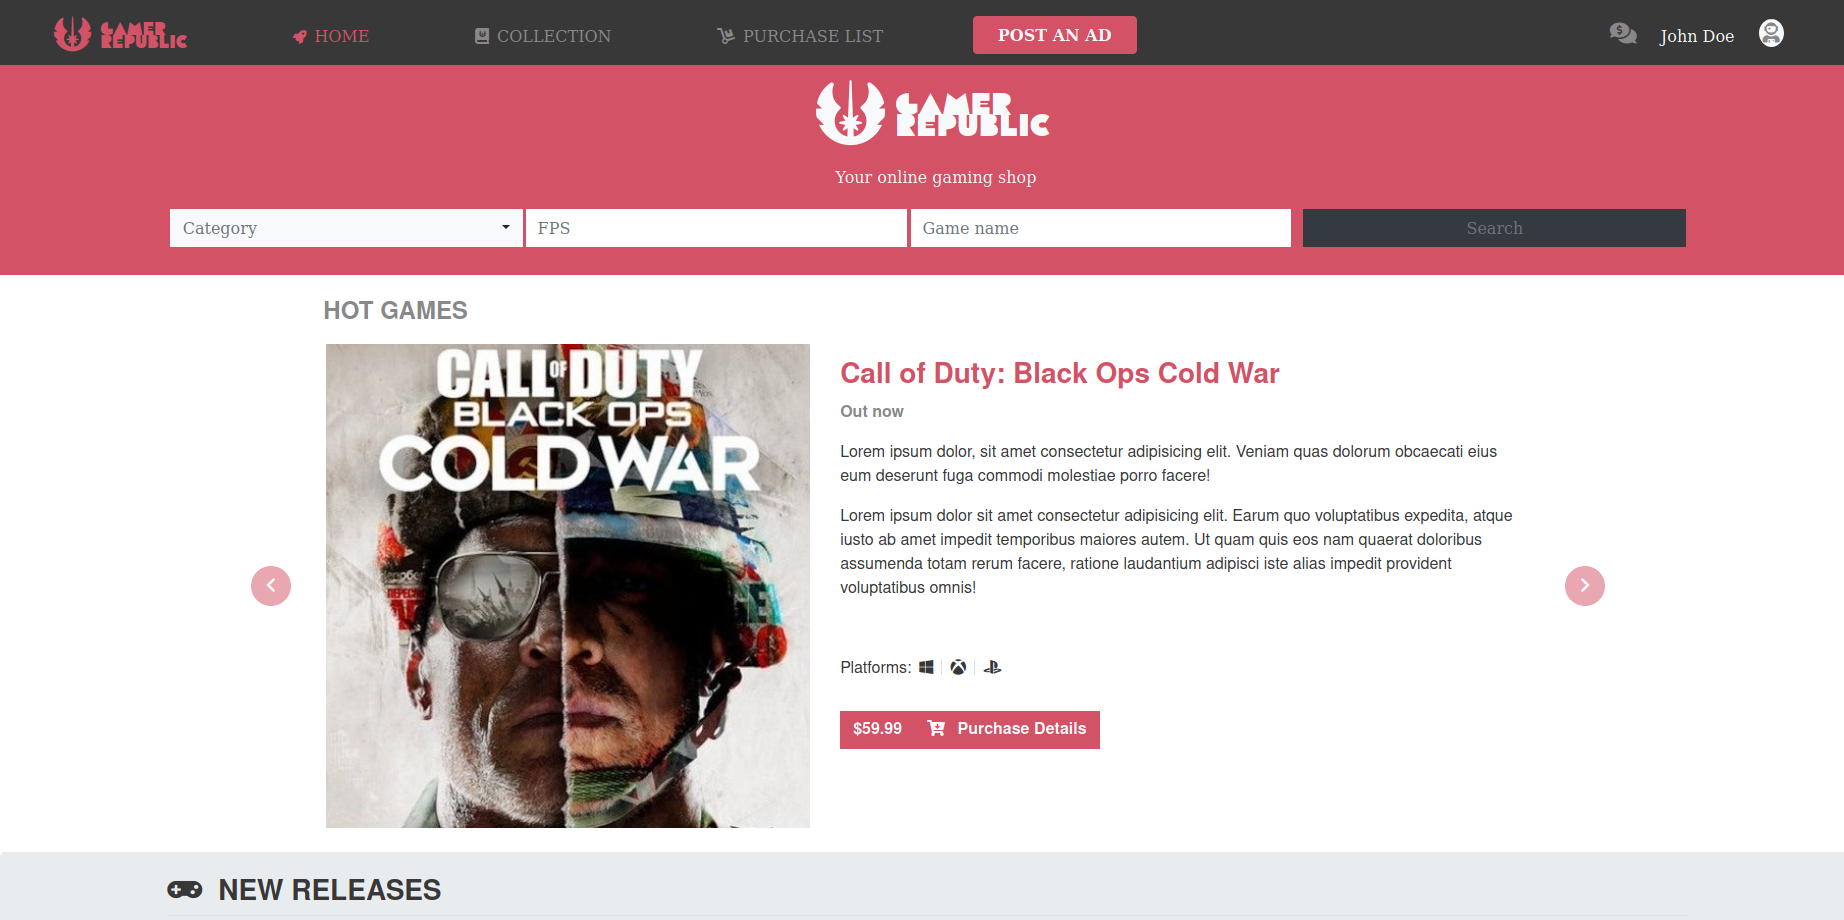 GAMER
REPUBLIC
HOME
COLLECTION
PURCHASE LIST
POST AN AD
$
John Doe
GAMER
REPUBLIC
Your online gaming shop
Category
FPS
Game name
Search
HOT GAMES
CALL OF DUTY
BLACK OPS
COLD WAR
Call of Duty: Black Ops Cold War
Out now
Lorem ipsum dolor, sit amet consectetur adipisicing elit. Veniam quas dolorum obcaecati eius
eum deserunt fuga commodi molestiae porro facere!
Lorem ipsum dolor sit amet consectetur adipisicing elit. Earum quo voluptatibus expedita, atque
iusto ab amet impedit temporibus maiores autem. Ut quam quis eos nam quaerat doloribus
assumenda totam rerum facere, ratione laudantium adipisci iste alias impedit provident
voluptatibus omnis!
Platforms:
$59.99 Purchase Details
NEW RELEASES